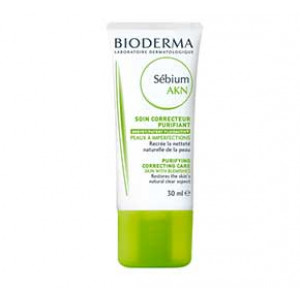 BIODERMA
LABORATOIRE DERMATOLOGIQUE
Sébium
AKN
SOIN CORRECTEUR
PURIFIANT
PEAUX A IMPERFECTIONS
Recrée la netteté
naturelle de la peau
PURIFYING
CORRECTING CARE
SKIN WITH BLEMISHES
Restores the skin's
natural clear aspect
30 ml ℮